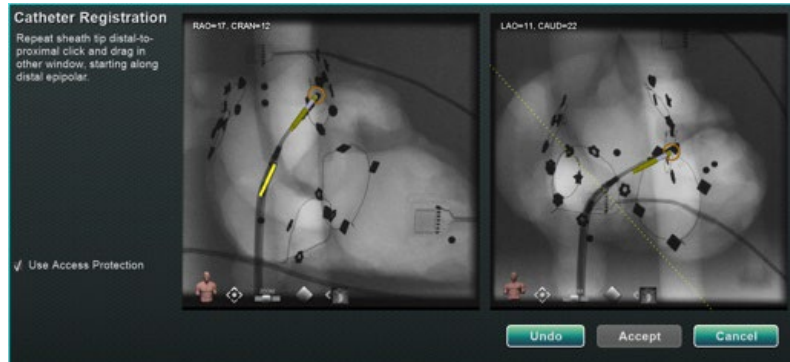 Catheter Registration
Repeat sheath tip distal-to-
proximal click and drag in
other window, starting along
distal epipolar.
Use Access Protection
RAO=17, CRAN=12
LAO=11, CAUD=22
ZOOM
Undo
Accept
Cancel